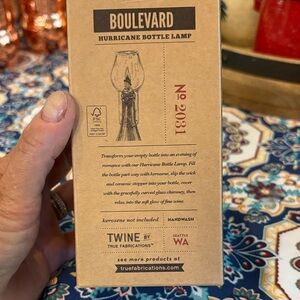 BOULEVARD
HURRICANE BOTTLE LAMP
Nº 2031
FSC
Transform your empty bottle into an evening of
romance with our Hurricane Bottle Lamp. Fill
the bottle part way with kerosene, slip the wick
and ceramic stopper into your bottle, cover
with the gracefully curved glass chimney, then
relax into the soft glow of fine wine.
kerosene not included
HANDWASH
TWINE BY
TRUE FABRICATIONS™
SEATTLE
WA
see more products at
truefabrications.com